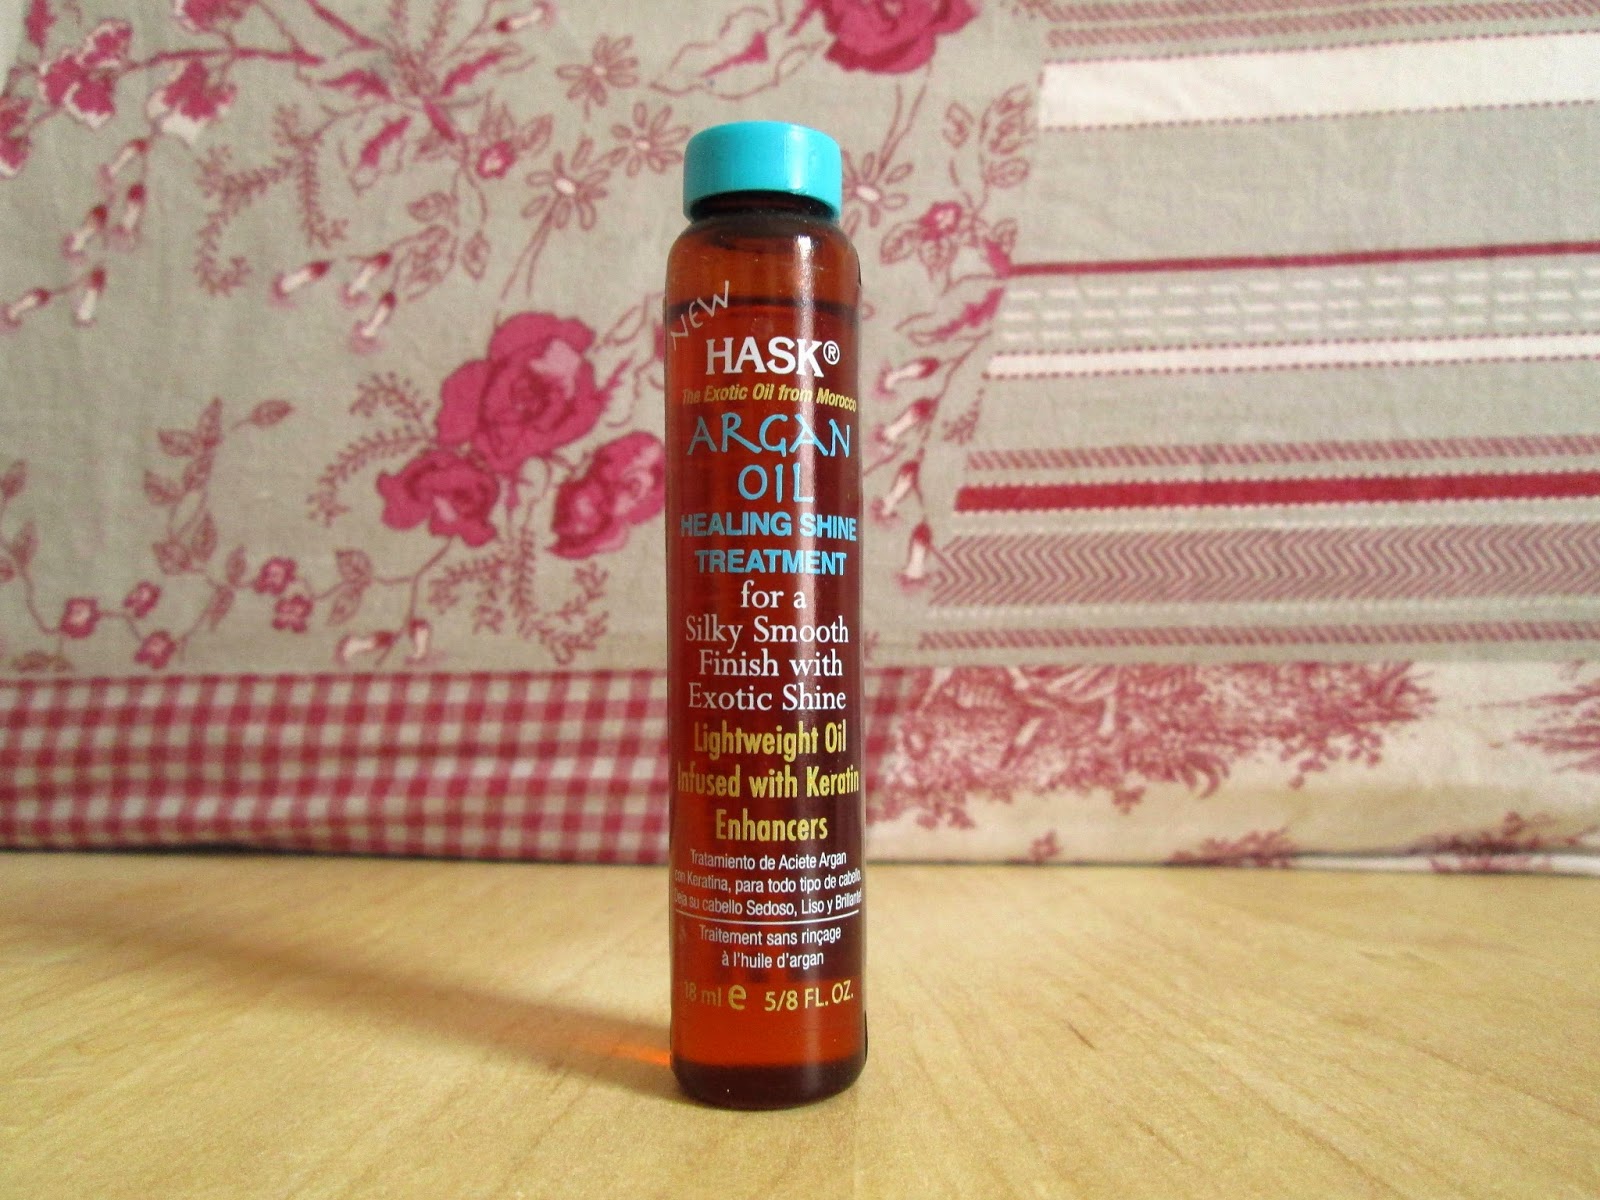 NEW
HASK®
The Exotic Oil from Morocco
ARGAN
OIL
HEALING SHINE
TREATMENT
for a
Silky Smooth
Finish with
Exotic Shine
Lightweight Oil
Infused with Keratin
Enhancers
Tratamiento de Aciete Argan
con Keratina, para todo tipo de cabello,
Deja su cabello Sedoso, Liso y Brillante
Traitement sans rinçage
à l'huile d'argan
18 ml e 5/8 FL. OZ.